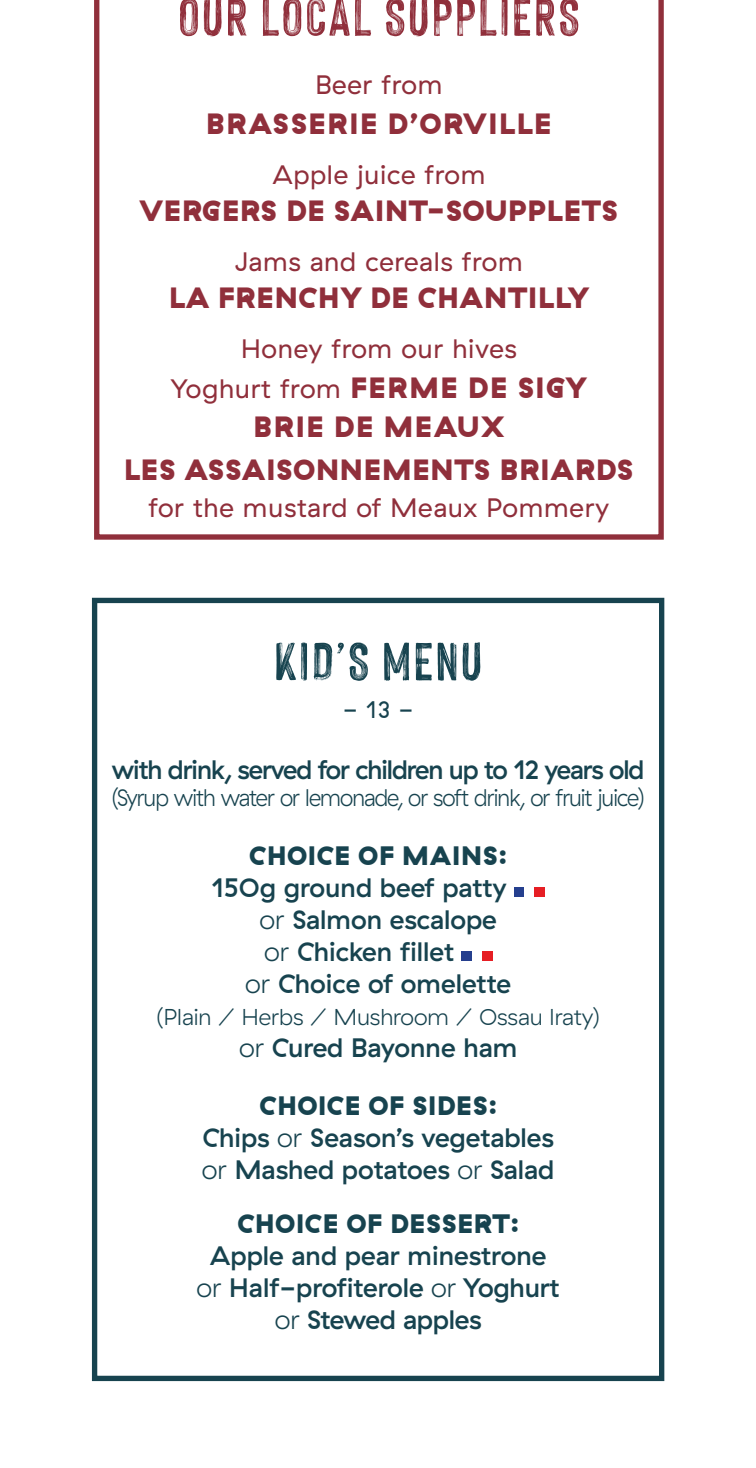 OUR LOCAL SUPPLIERS
Beer from
BRASSERIE D'ORVILLE
Apple juice from
VERGERS DE SAINT-SOUPPLETS
Jams and cereals from
LA FRENCHY DE CHANTILLY
Honey from our hives
Yoghurt from FERME DE SIGY
BRIE DE MEAUX
LES ASSAISONNEMENTS BRIARDS
for the mustard of Meaux Pommery
KID'S MENU
– 13 –
with drink, served for children up to 12 years old
(Syrup with water or lemonade, or soft drink, or fruit juice)
CHOICE OF MAINS:
150g ground beef patty
or Salmon escalope
or Chicken fillet
or Choice of omelette
(Plain / Herbs / Mushroom / Ossau Iraty)
or Cured Bayonne ham
CHOICE OF SIDES:
Chips or Season's vegetables
or Mashed potatoes or Salad
CHOICE OF DESSERT:
Apple and pear minestrone
or Half-profiterole or Yoghurt
or Stewed apples